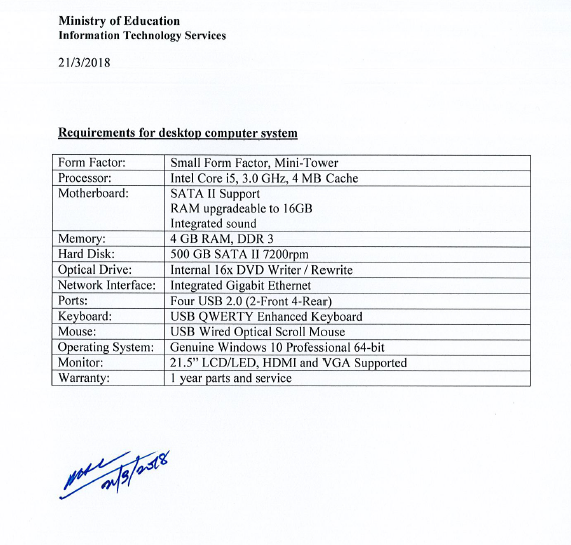 Ministry of Education
Information Technology Services
21/3/2018
Requirements for desktop computer system
Form Factor: Small Form Factor, Mini-Tower
Processor: Intel Core i5, 3.0 GHz, 4 MB Cache
Motherboard: SATA II Support
RAM upgradeable to 16GB
Integrated sound
Memory: 4 GB RAM, DDR 3
Hard Disk: 500 GB SATA II 7200rpm
Optical Drive: Internal 16x DVD Writer / Rewrite
Network Interface: Integrated Gigabit Ethernet
Ports: Four USB 2.0 (2-Front 4-Rear)
Keyboard: USB QWERTY Enhanced Keyboard
Mouse: USB Wired Optical Scroll Mouse
Operating System: Genuine Windows 10 Professional 64-bit
Monitor: 21.5" LCD/LED, HDMI and VGA Supported
Warranty: 1 year parts and service
21/3/2018